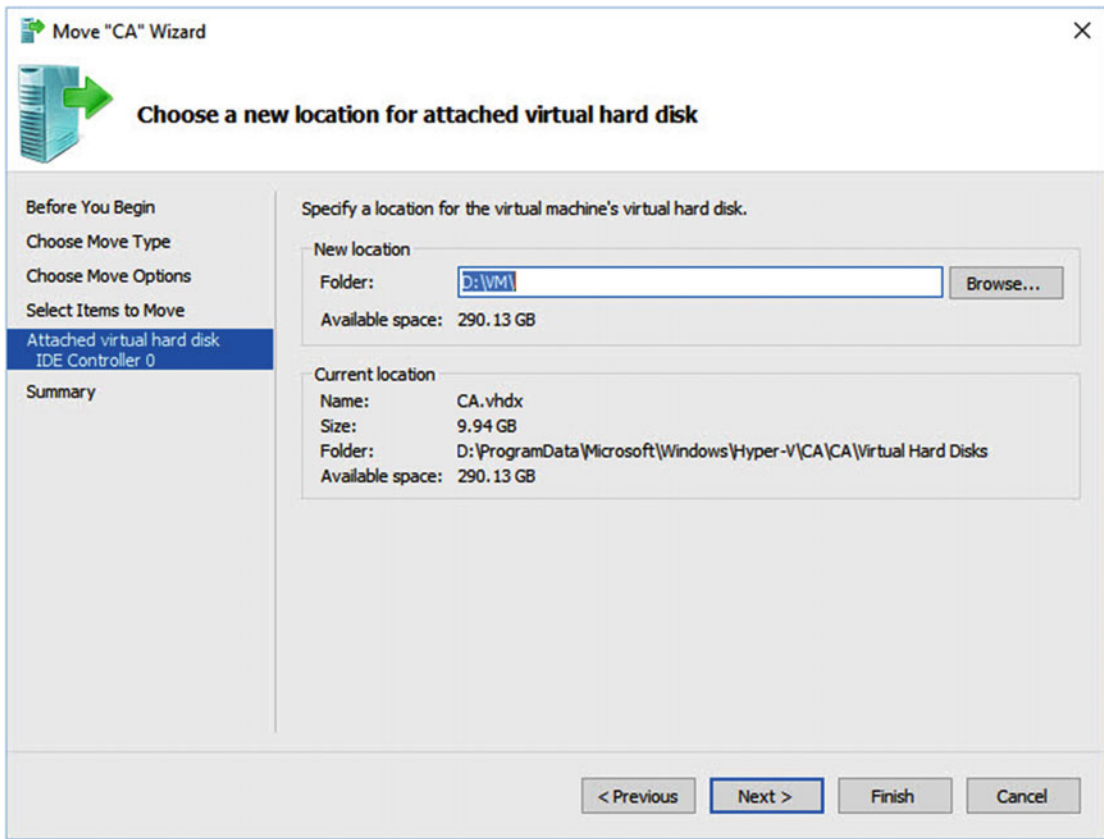 Move "CA" Wizard
Choose a new location for attached virtual hard disk
Before You Begin
Choose Move Type
Choose Move Options
Select Items to Move
Attached virtual hard disk
IDE Controller 0
Summary
Specify a location for the virtual machine's virtual hard disk.
New location
Folder: D:\VM\ Browse...
Available space: 290.13 GB
Current location
Name: CA.vhdx
Size: 9.94 GB
Folder: D:\ProgramData\Microsoft\Windows\Hyper-V\CA\CA\Virtual Hard Disks
Available space: 290.13 GB
< Previous Next > Finish Cancel